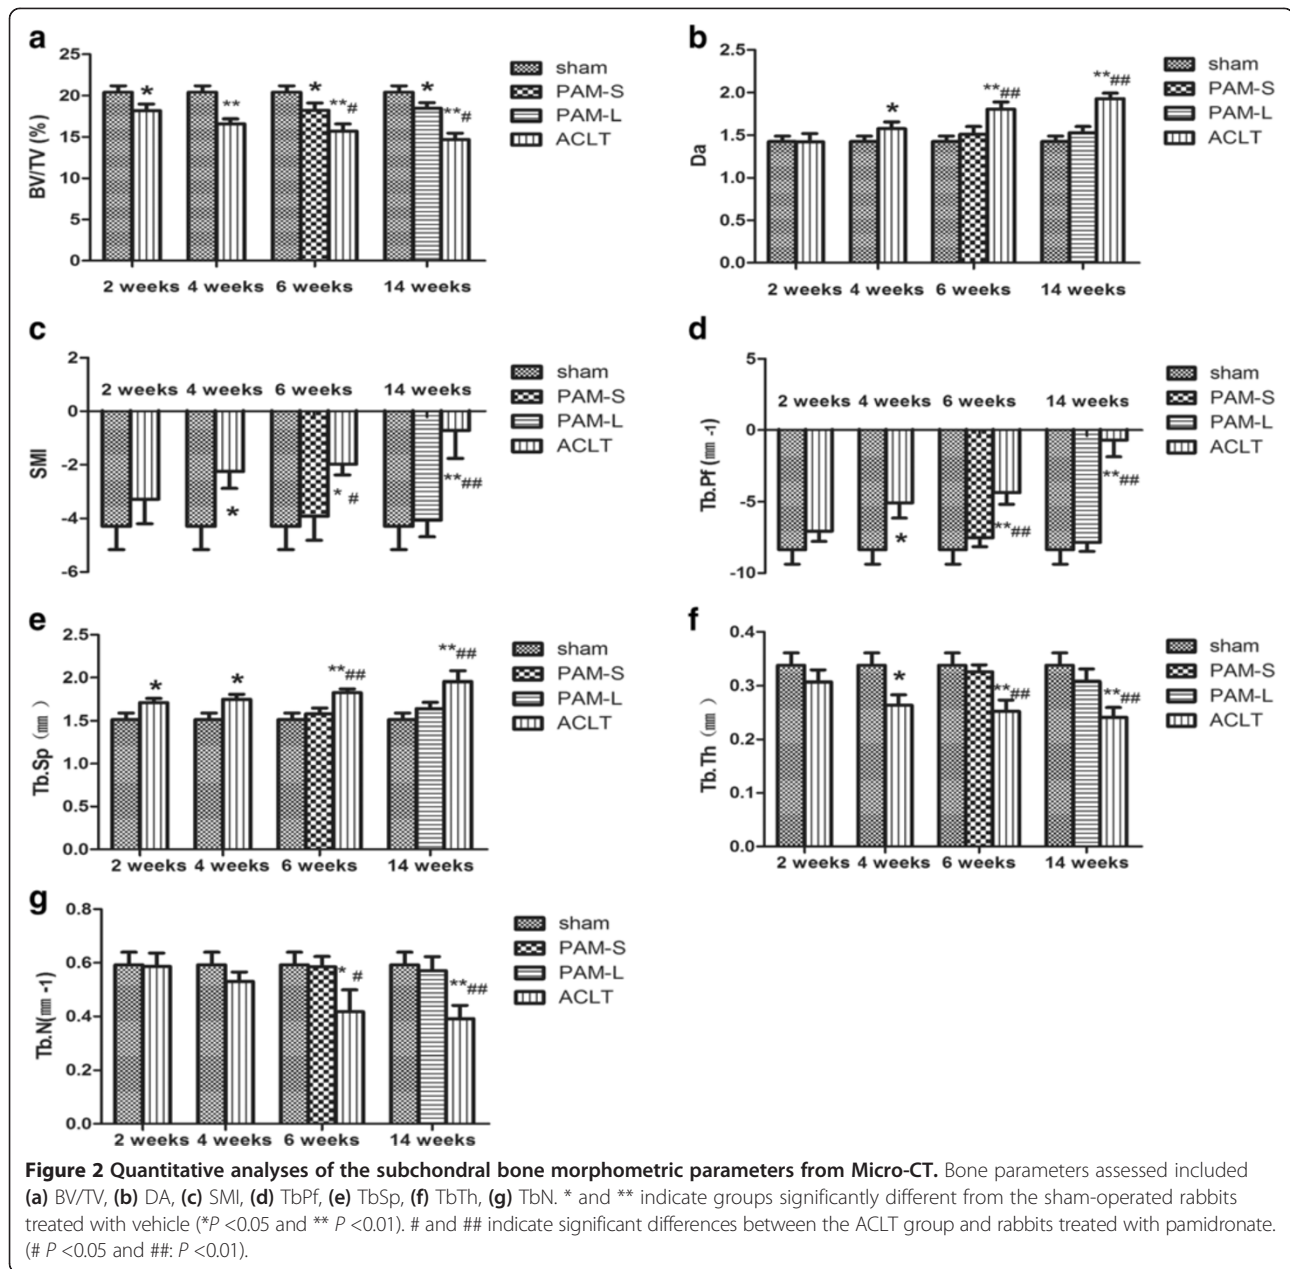 a
25
20
15
10
5
0
BV/TV (%)
*
**
*
**#
*
**#
2 weeks 4 weeks 6 weeks 14 weeks
sham
PAM-S
PAM-L
ACLT
b
2.5
2.0
1.5
1.0
0.5
0.0
Da
*
**##
**##
2 weeks 4 weeks 6 weeks 14 weeks
sham
PAM-S
PAM-L
ACLT
c
2
0
-2
-4
-6
SMI
2 weeks 4 weeks 6 weeks 14 weeks
*
* #
**##
sham
PAM-S
PAM-L
ACLT
d
5
0
-5
-10
Tb.Pf (㎜ -1)
2 weeks 4 weeks 6 weeks 14 weeks
*
**##
**##
sham
PAM-S
PAM-L
ACLT
e
2.5
2.0
1.5
1.0
0.5
0.0
Tb.Sp (㎜)
*
*
**##
**##
2 weeks 4 weeks 6 weeks 14 weeks
sham
PAM-S
PAM-L
ACLT
f
0.4
0.3
0.2
0.1
0.0
Tb.Th (㎜)
*
**##
**##
2 weeks 4 weeks 6 weeks 14 weeks
sham
PAM-S
PAM-L
ACLT
g
0.8
0.6
0.4
0.2
0.0
Tb.N(㎜ -1)
* #
**##
2 weeks 4 weeks 6 weeks 14 weeks
sham
PAM-S
PAM-L
ACLT
Figure 2 Quantitative analyses of the subchondral bone morphometric parameters from Micro-CT. Bone parameters assessed included
(a) BV/TV, (b) DA, (c) SMI, (d) TbPf, (e) TbSp, (f) TbTh, (g) TbN. * and ** indicate groups significantly different from the sham-operated rabbits
treated with vehicle (*P <0.05 and ** P <0.01). # and ## indicate significant differences between the ACLT group and rabbits treated with pamidronate.
(# P <0.05 and ##: P <0.01).